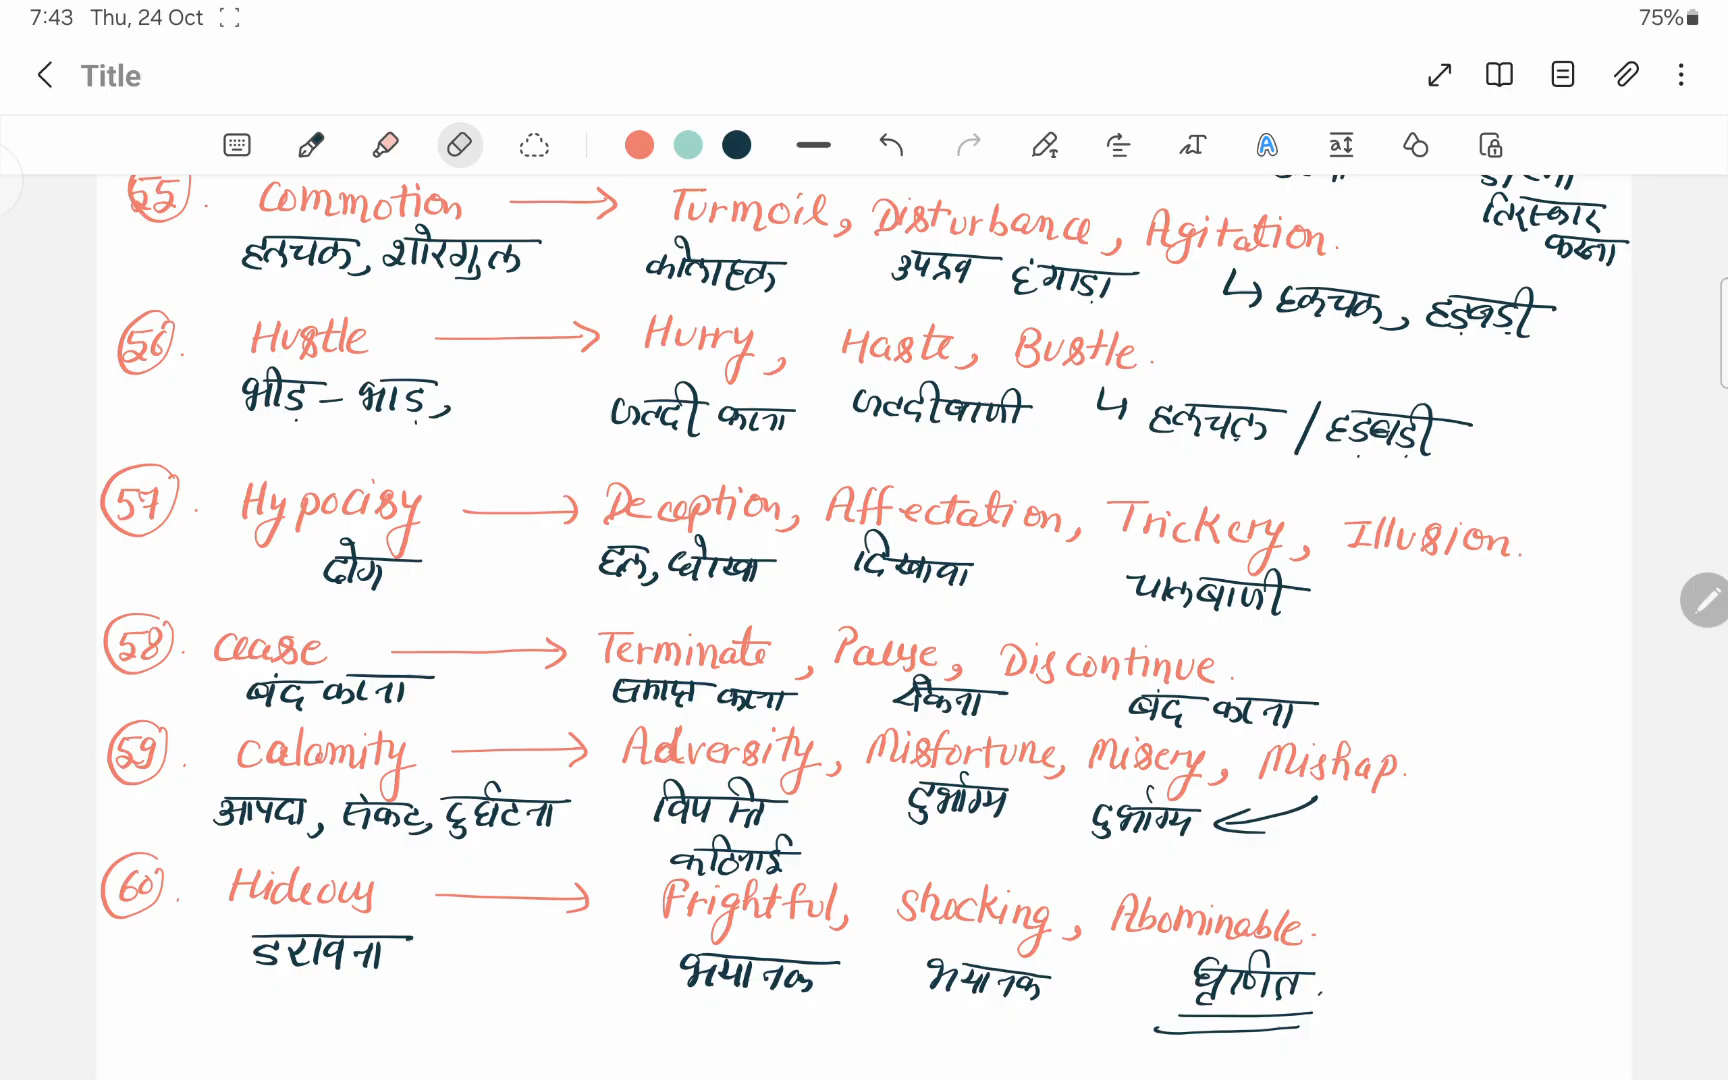 7:43 Thu, 24 Oct 75%
Title
तिरस्कार
करना
55. Commotion → Turmoil, Disturbance, Agitation.
हलचल, शोरगुल कोलाहल उपद्रव दंगाड़ा ↳ हलचल, हड़बड़ी
56. Hustle → Hurry, Haste, Bustle.
भीड़ - भाड़, जल्दी करना जल्दीबाजी ↳ हलचल / हड़बड़ी
57. Hypocisy → Deception, Affectation, Trickery, Illusion.
ढोंग छल, धोखा दिखावा चालबाजी
58. Cease → Terminate, Pause, Discontinue.
बंद करना समाप्त करना रोकना बंद करना
59. Calamity → Adversity, Misfortune, Misery, Mishap.
आपदा, संकट, दुर्घटना विपत्ति दुर्भाग्य दुर्भाग्य ←
कठिनाई
60. Hideous → Frightful, Shocking, Abominable.
डरावना भयानक भयानक घृणित.